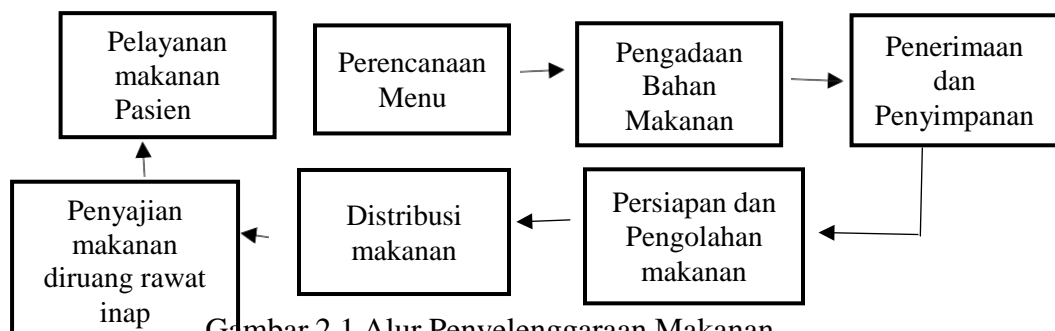 Pelayanan
makanan
Pasien
Perencanaan
Menu
Pengadaan
Bahan
Makanan
Penerimaan
dan
Penyimpanan
Penyajian
makanan
diruang rawat
inap
Distribusi
makanan
Persiapan dan
Pengolahan
makanan
Gambar 2.1 Alur Penyelenggaraan Makanan